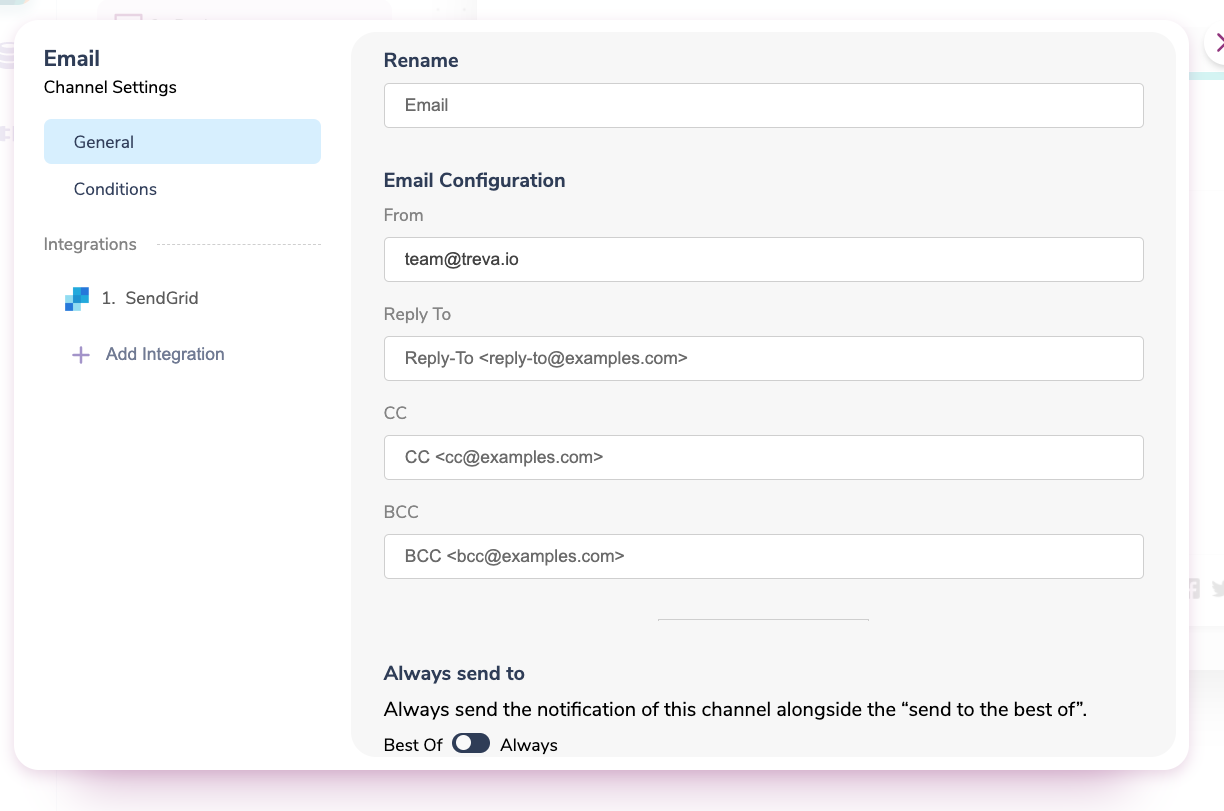 Email
Channel Settings
General
Conditions
Integrations
1. SendGrid
Add Integration
Rename
Email
Email Configuration
From
team@treva.io
Reply To
Reply-To <reply-to@examples.com>
CC
CC <cc@examples.com>
BCC
BCC <bcc@examples.com>
Always send to
Always send the notification of this channel alongside the “send to the best of”.
Best Of Always